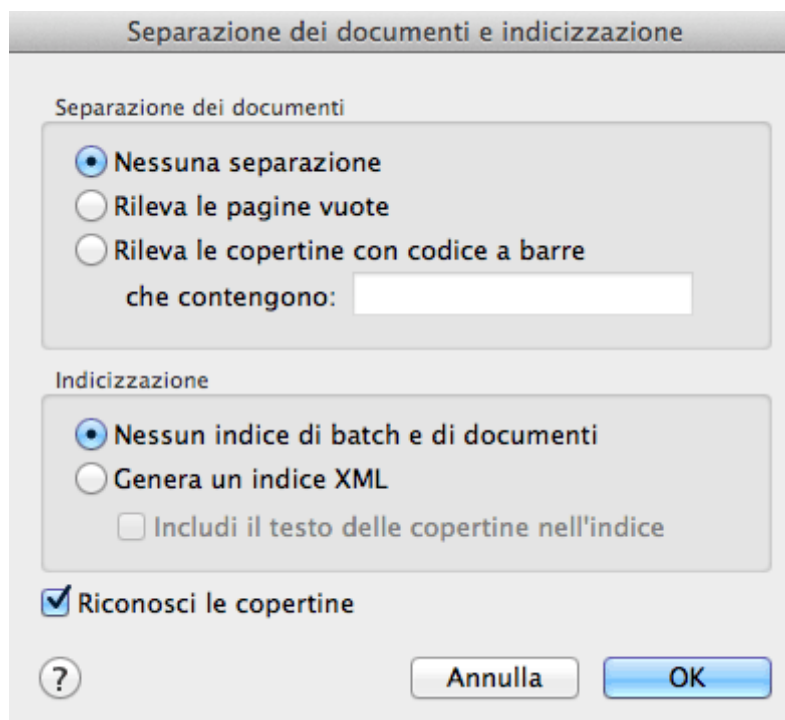 Separazione dei documenti e indicizzazione
Separazione dei documenti
Nessuna separazione
Rileva le pagine vuote
Rileva le copertine con codice a barre
che contengono:
Indicizzazione
Nessun indice di batch e di documenti
Genera un indice XML
Includi il testo delle copertine nell'indice
Riconosci le copertine
? Annulla OK